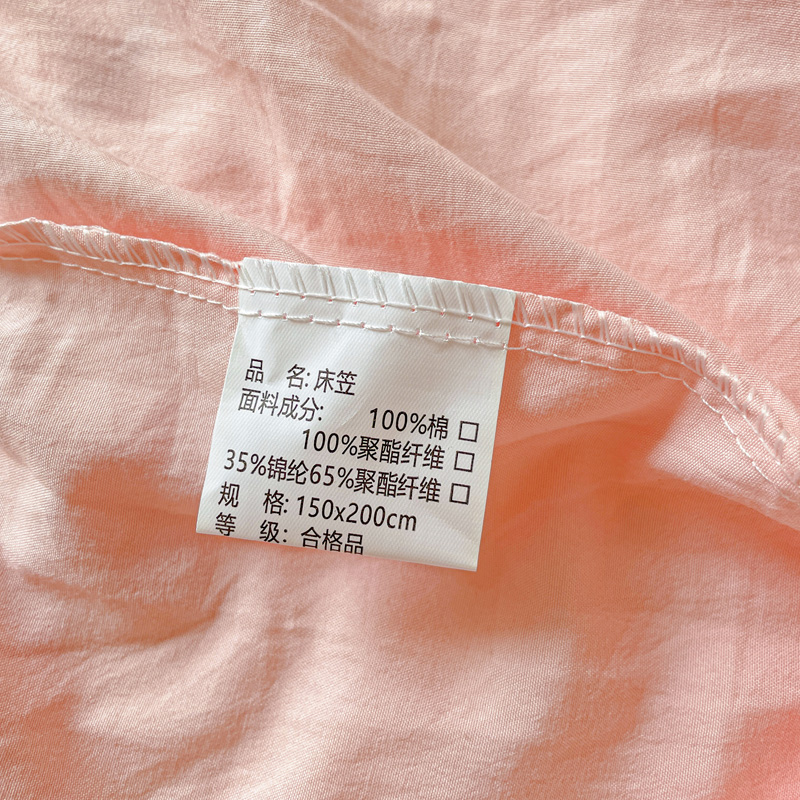 品 名: 床笠
面料成分: 100%棉 □
100%聚酯纤维 □
35%锦纶65%聚酯纤维 □
规 格: 150x200cm
等 级: 合格品